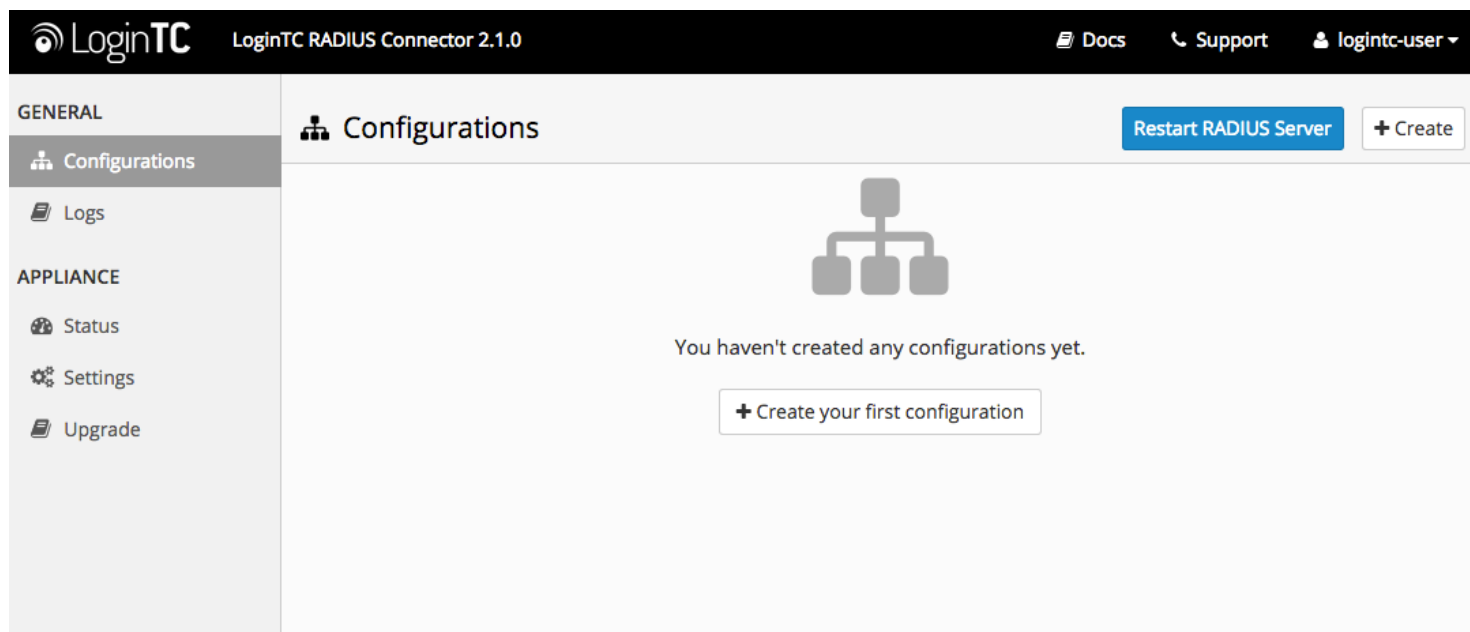 LoginTC LoginTC RADIUS Connector 2.1.0 Docs Support logintc-user
GENERAL
Configurations
Logs
APPLIANCE
Status
Settings
Upgrade
Configurations Restart RADIUS Server + Create
You haven't created any configurations yet.
+ Create your first configuration